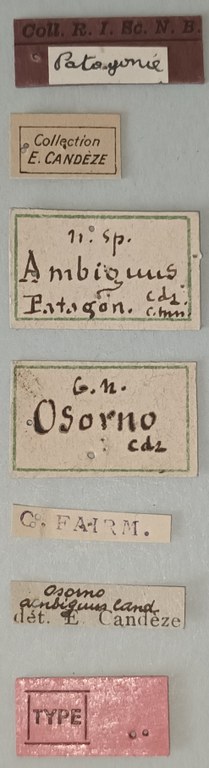 Coll. R. I. Sc. N. B.
Patagonie
Collection
E. CANDÈZE
n. sp.
Ambiguus
Patagon. Cdz.
G. n.
Osorno
Cdz
C. FAIRM.
Osorno
ambiguus Cand.
dét. E. Candèze
TYPE